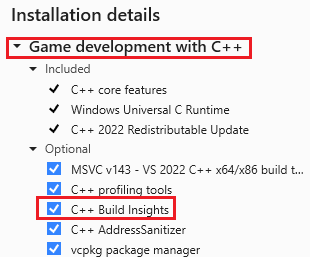 Installation details
Game development with C++
Included
C++ core features
Windows Universal C Runtime
C++ 2022 Redistributable Update
Optional
MSVC v143 - VS 2022 C++ x64/x86 build t...
C++ profiling tools
C++ Build Insights
C++ AddressSanitizer
vcpkg package manager